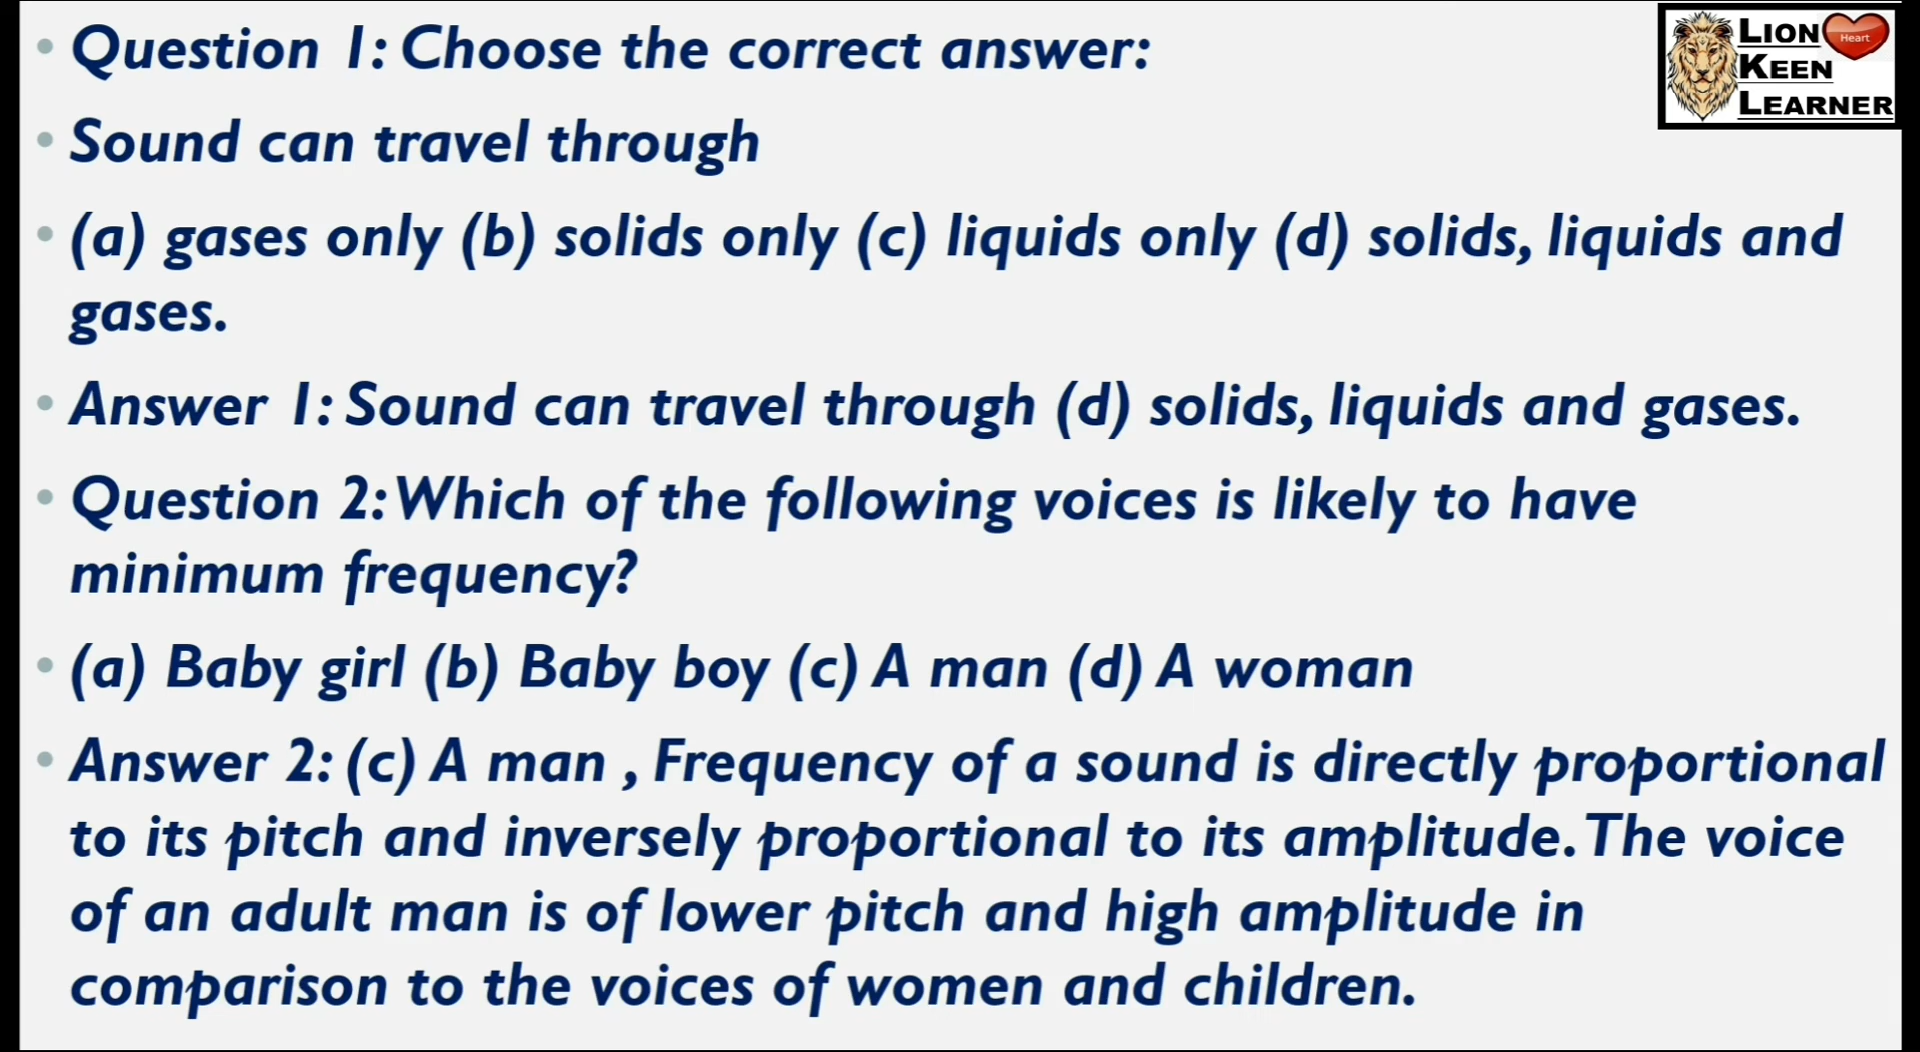 Question 1: Choose the correct answer:
LION Heart
KEEN
LEARNER
Sound can travel through
(a) gases only (b) solids only (c) liquids only (d) solids, liquids and
gases.
Answer 1: Sound can travel through (d) solids, liquids and gases.
Question 2: Which of the following voices is likely to have
minimum frequency?
(a) Baby girl (b) Baby boy (c) A man (d) A woman
Answer 2: (c) A man , Frequency of a sound is directly proportional
to its pitch and inversely proportional to its amplitude. The voice
of an adult man is of lower pitch and high amplitude in
comparison to the voices of women and children.